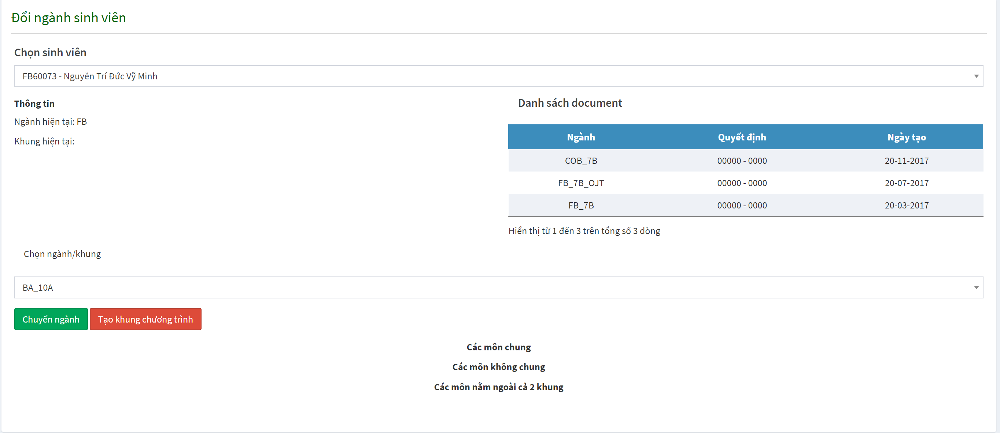 Đổi ngành sinh viên
Chọn sinh viên
FB60073 - Nguyễn Trí Đức Vỹ Minh
Thông tin
Ngành hiện tại: FB
Khung hiện tại:
Danh sách document
Ngành Quyết định Ngày tạo
COB_7B 00000 - 0000 20-11-2017
FB_7B_OJT 00000 - 0000 20-07-2017
FB_7B 00000 - 0000 20-03-2017
Hiển thị từ 1 đến 3 trên tổng số 3 dòng
Chọn ngành/khung
BA_10A
Chuyển ngành Tạo khung chương trình
Các môn chung
Các môn không chung
Các môn nằm ngoài cả 2 khung